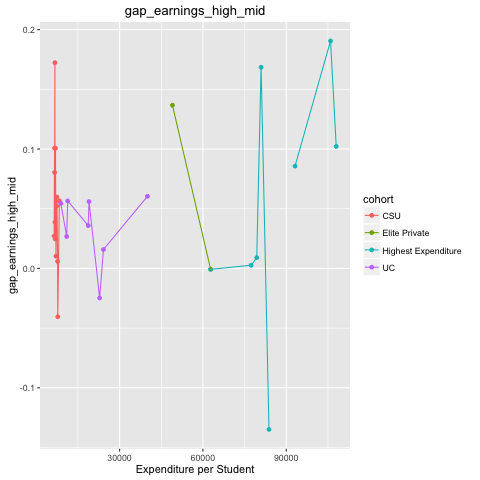 gap_earnings_high_mid
gap_earnings_high_mid
0.2
0.1
0.0
-0.1
30000
60000
90000
Expenditure per Student
cohort
CSU
Elite Private
Highest Expenditure
UC